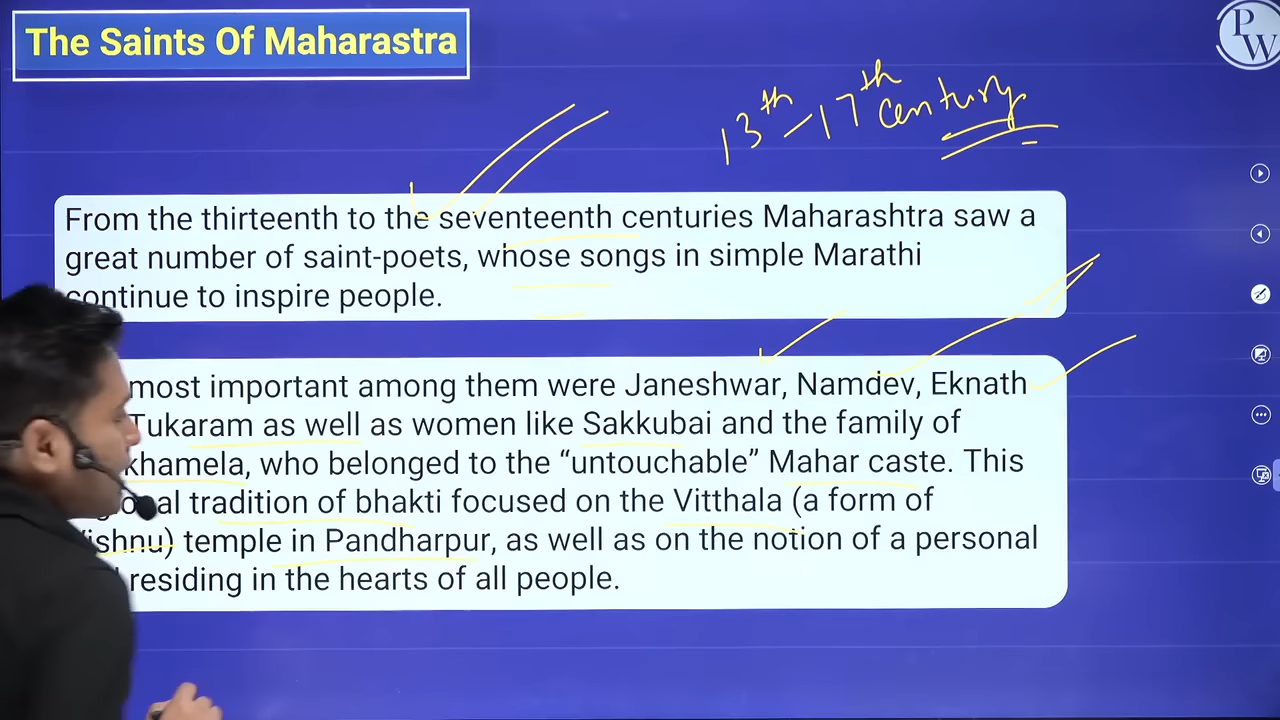 The Saints Of Maharastra
PW
13th-17th century
From the thirteenth to the seventeenth centuries Maharashtra saw a
great number of saint-poets, whose songs in simple Marathi
continue to inspire people.
most important among them were Janeshwar, Namdev, Eknath
Tukaram as well as women like Sakkubai and the family of
khamela, who belonged to the “untouchable” Mahar caste. This
tradition of bhakti focused on the Vitthala (a form of
ishnu) temple in Pandharpur, as well as on the notion of a personal
residing in the hearts of all people.